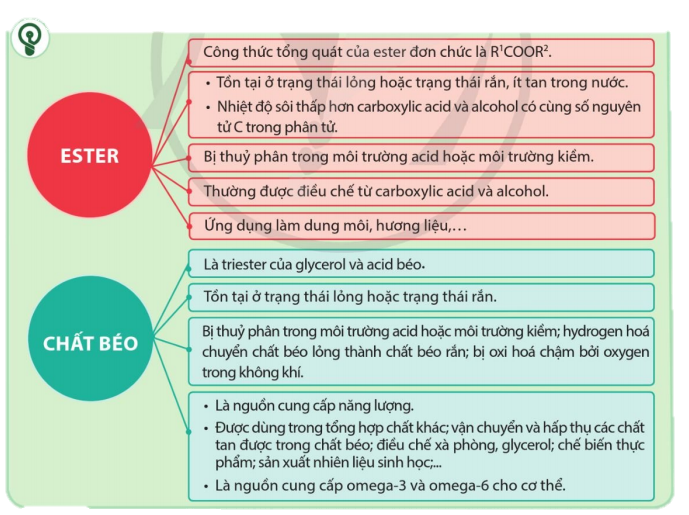 Công thức tổng quát của ester đơn chức là R¹COOR².
• Tồn tại ở trạng thái lỏng hoặc trạng thái rắn, ít tan trong nước.
• Nhiệt độ sôi thấp hơn carboxylic acid và alcohol có cùng số nguyên
tử C trong phân tử.
ESTER
Bị thuỷ phân trong môi trường acid hoặc môi trường kiềm.
Thường được điều chế từ carboxylic acid và alcohol.
Ứng dụng làm dung môi, hương liệu,...
Là triester của glycerol và acid béo.
Tồn tại ở trạng thái lỏng hoặc trạng thái rắn.
CHẤT BÉO
Bị thuỷ phân trong môi trường acid hoặc môi trường kiềm; hydrogen hoá
chuyển chất béo lỏng thành chất béo rắn; bị oxi hoá chậm bởi oxygen
trong không khí.
• Là nguồn cung cấp năng lượng.
• Được dùng trong tổng hợp chất khác; vận chuyển và hấp thụ các chất
tan được trong chất béo; điều chế xà phòng, glycerol; chế biến thực
phẩm; sản xuất nhiên liệu sinh học;...
• Là nguồn cung cấp omega-3 và omega-6 cho cơ thể.